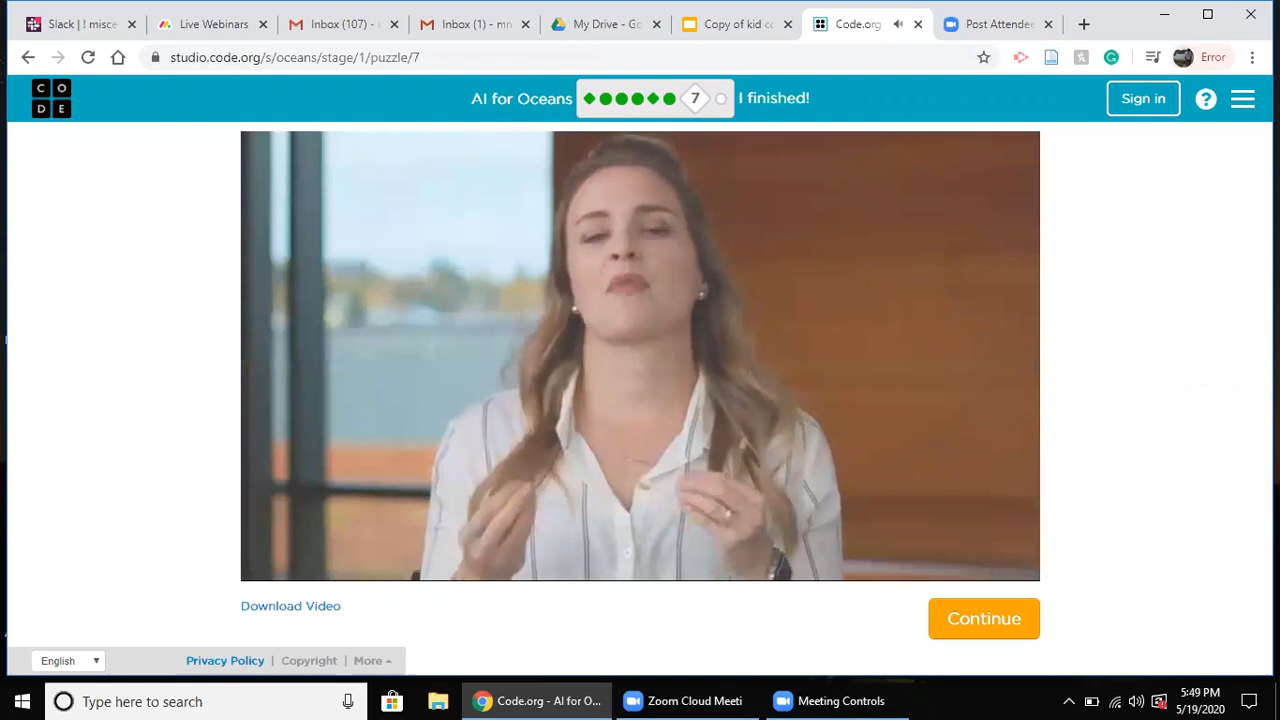 Slack | ! misce
Live Webinars
Inbox (107) -
Inbox (1) - mn
My Drive - Go
Copy of kid co
Code.org
Post Attendee
studio.code.org/s/oceans/stage/1/puzzle/7
Error
C O
D E
AI for Oceans
7
I finished!
Sign in
?
Download Video
Continue
English
Privacy Policy | Copyright | More
Type here to search
Code.org - AI for O...
Zoom Cloud Meeti
Meeting Controls
5:49 PM
5/19/2020